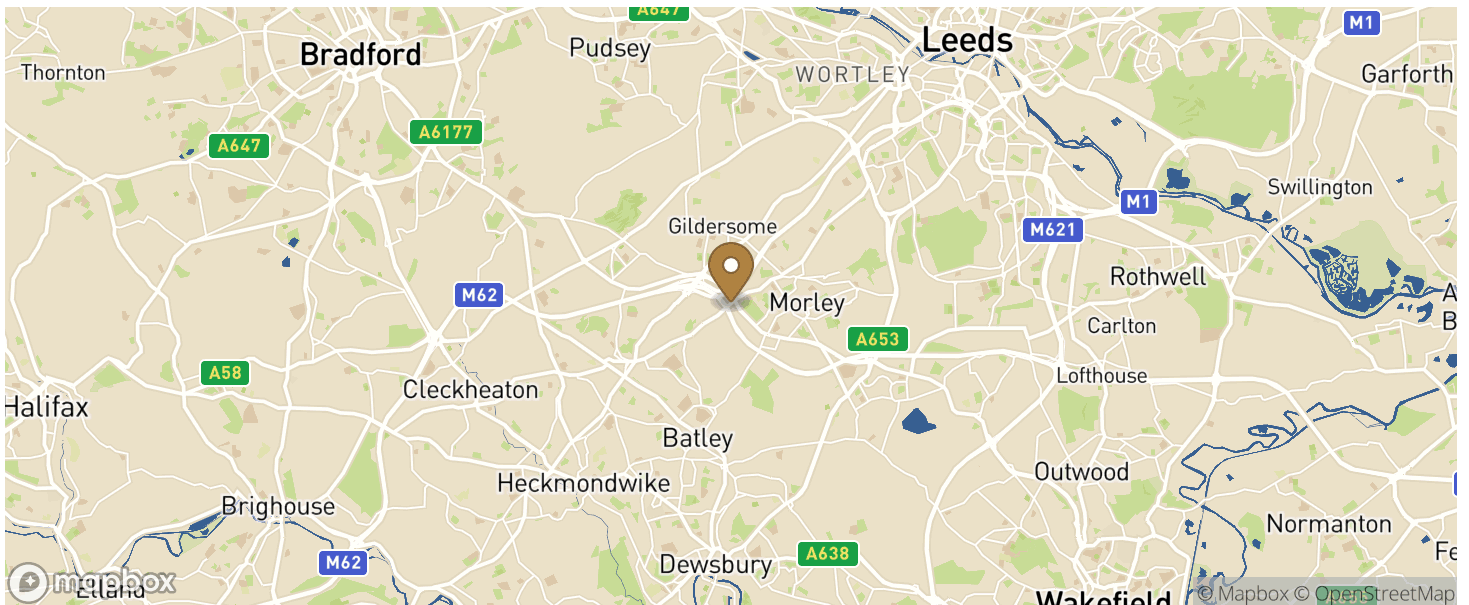 A647
M1
Leeds
Bradford
Pudsey
Thornton
WORTLEY
Garforth
A6177
A647
Swillington
M1
Gildersome
M621
Rothwell
M62
Morley
Carlton
A653
A58
Lofthouse
Cleckheaton
Halifax
Batley
Outwood
Heckmondwike
Brighouse
Normanton
A638
M62
Dewsbury
mapbox
Elland
Wakefield
© Mapbox © OpenStreetMap